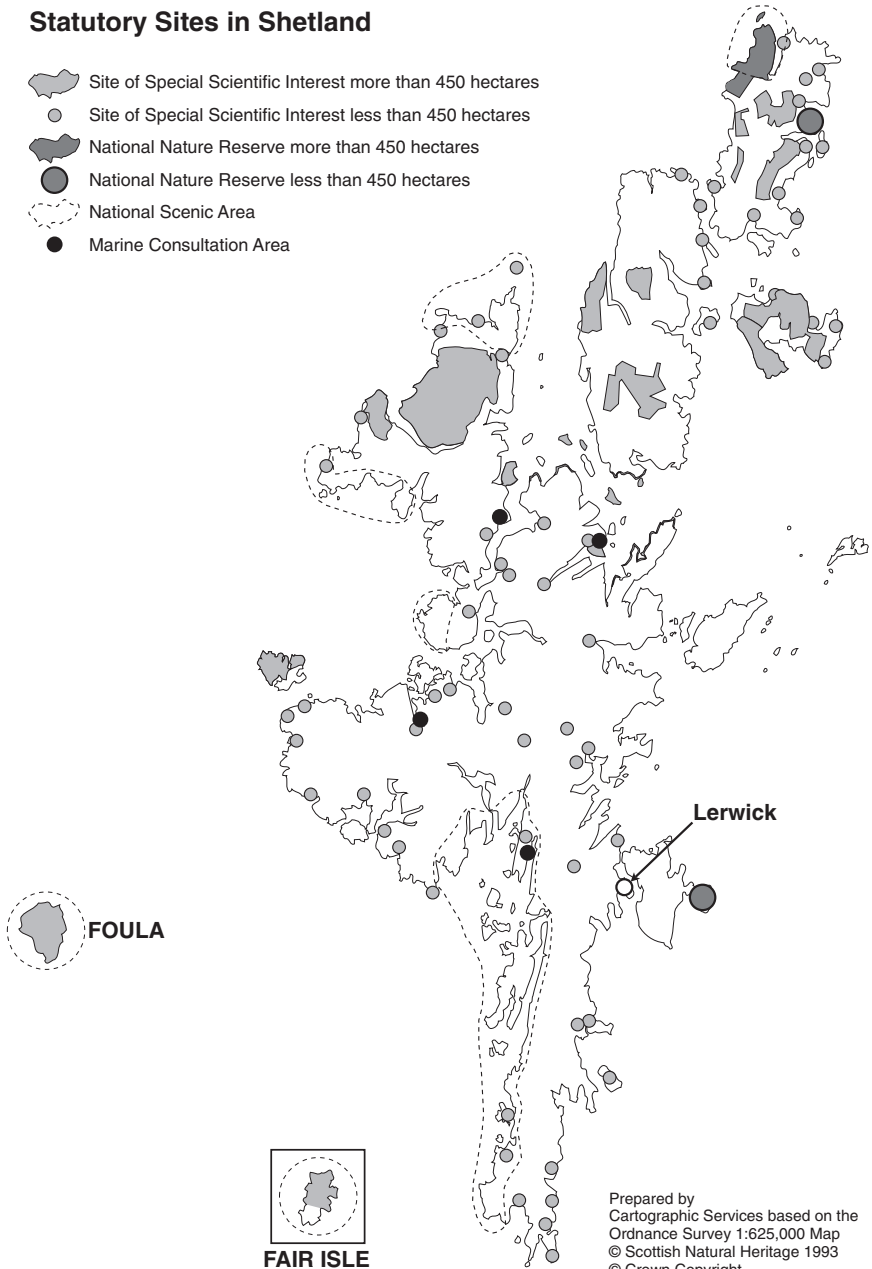 Statutory Sites in Shetland
Site of Special Scientific Interest more than 450 hectares
Site of Special Scientific Interest less than 450 hectares
National Nature Reserve more than 450 hectares
National Nature Reserve less than 450 hectares
National Scenic Area
Marine Consultation Area
Lerwick
FOULA
FAIR ISLE
Prepared by
Cartographic Services based on the
Ordnance Survey 1:625,000 Map
© Scottish Natural Heritage 1993
© Crown Copyright